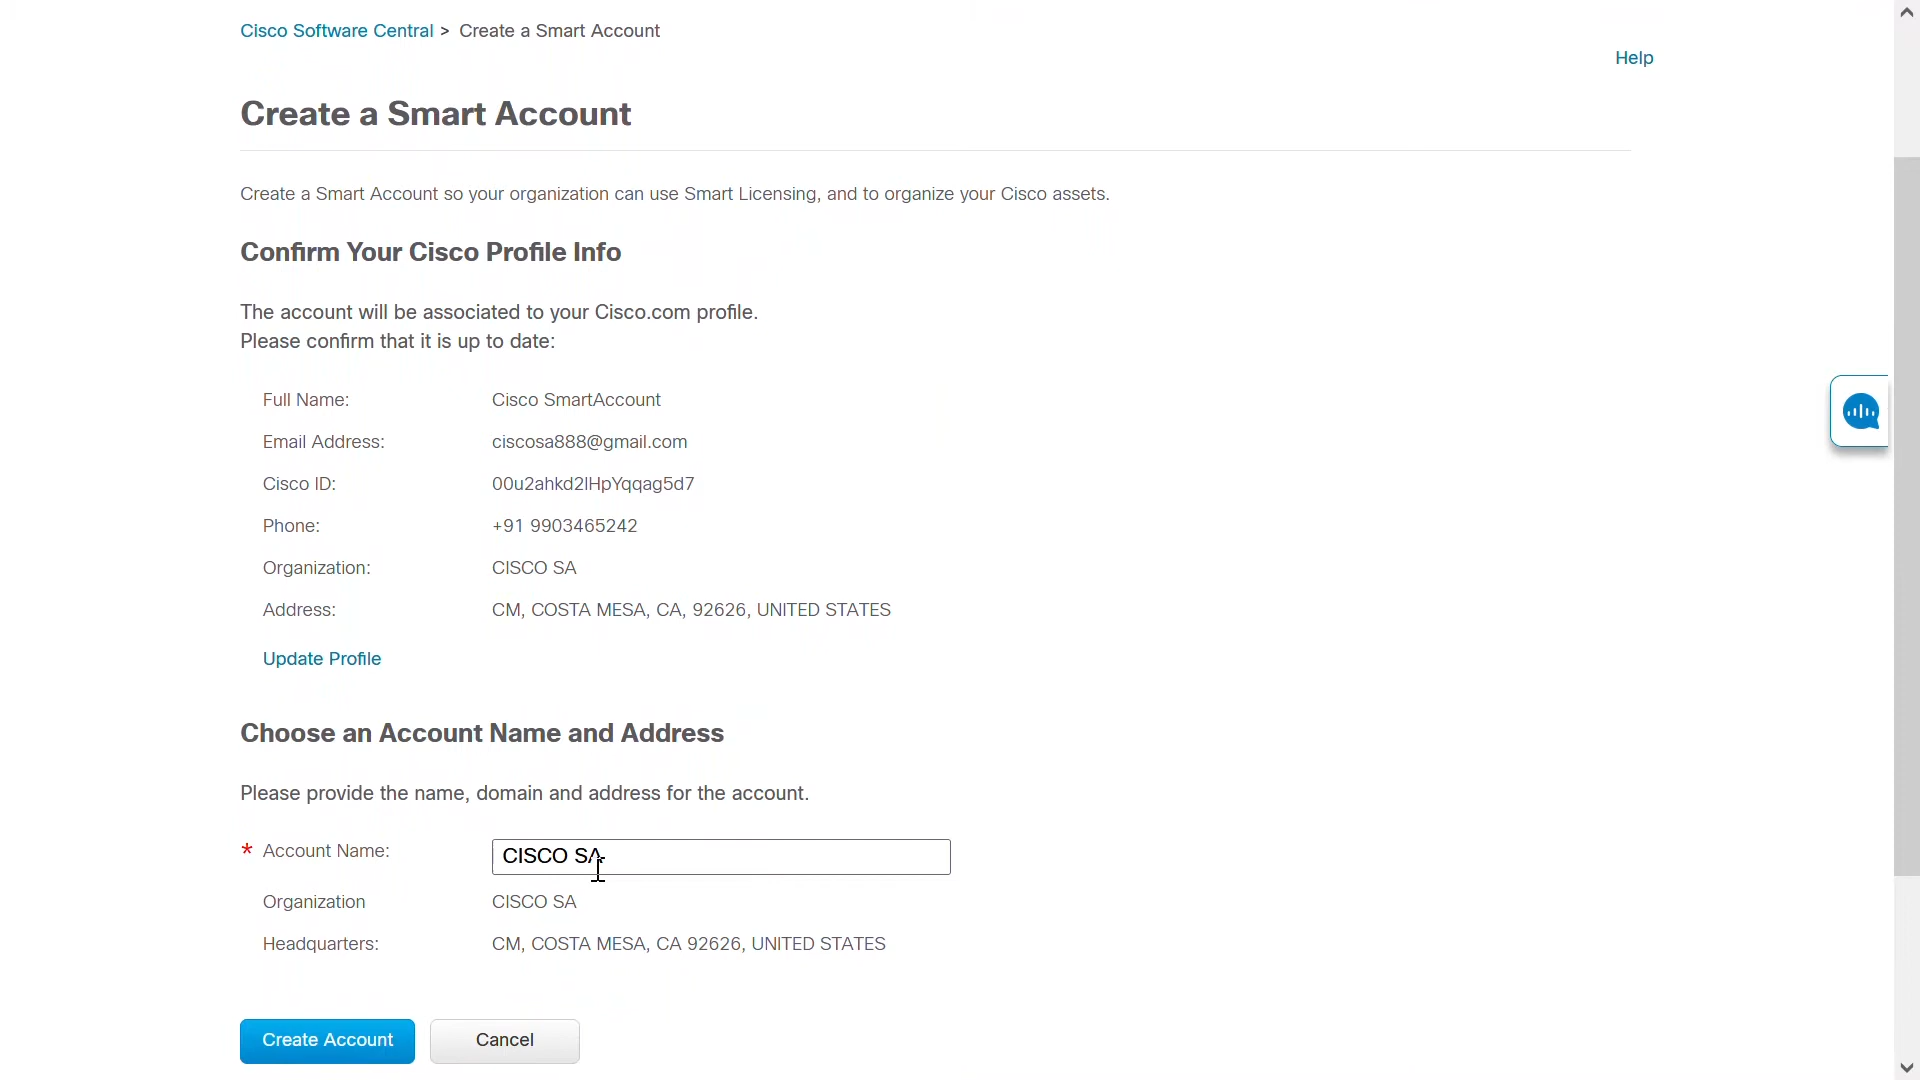 Cisco Software Central > Create a Smart Account
Help
Create a Smart Account
Create a Smart Account so your organization can use Smart Licensing, and to organize your Cisco assets.
Confirm Your Cisco Profile Info
The account will be associated to your Cisco.com profile.
Please confirm that it is up to date:
Full Name: Cisco SmartAccount
Email Address: ciscosa888@gmail.com
Cisco ID: 00u2ahkd2lHpYqqag5d7
Phone: +91 9903465242
Organization: CISCO SA
Address: CM, COSTA MESA, CA, 92626, UNITED STATES
Update Profile
Choose an Account Name and Address
Please provide the name, domain and address for the account.
* Account Name: CISCO SA
Organization CISCO SA
Headquarters: CM, COSTA MESA, CA 92626, UNITED STATES
Create Account Cancel